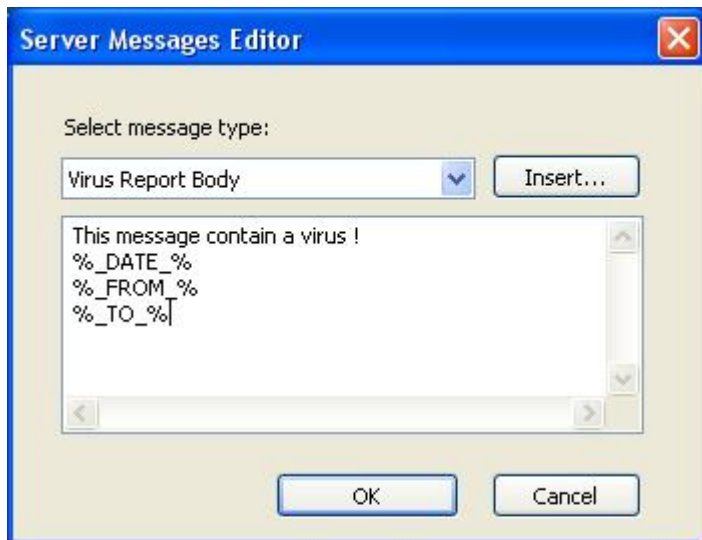 Server Messages Editor
Select message type:
Virus Report Body
Insert...
This message contain a virus !
%_DATE_%
%_FROM_%
%_TO_%
OK
Cancel